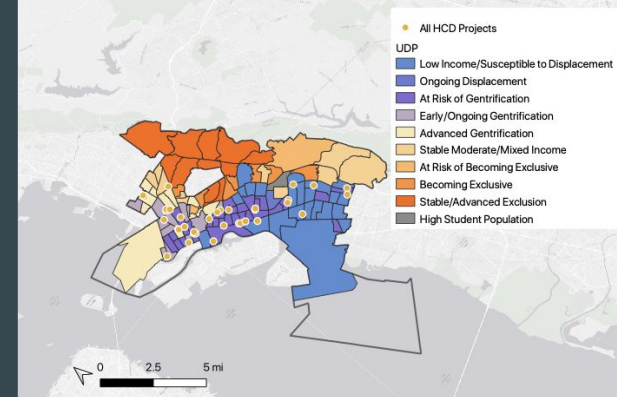 All HCD Projects
UDP
Low Income/Susceptible to Displacement
Ongoing Displacement
At Risk of Gentrification
Early/Ongoing Gentrification
Advanced Gentrification
Stable Moderate/Mixed Income
At Risk of Becoming Exclusive
Becoming Exclusive
Stable/Advanced Exclusion
High Student Population
0 2.5 5 mi